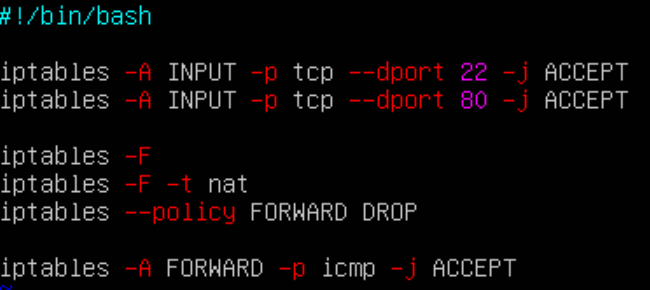 #!/bin/bash
iptables -A INPUT -p tcp --dport 22 -j ACCEPT
iptables -A INPUT -p tcp --dport 80 -j ACCEPT
iptables -F
iptables -F -t nat
iptables --policy FORWARD DROP
iptables -A FORWARD -p icmp -j ACCEPT